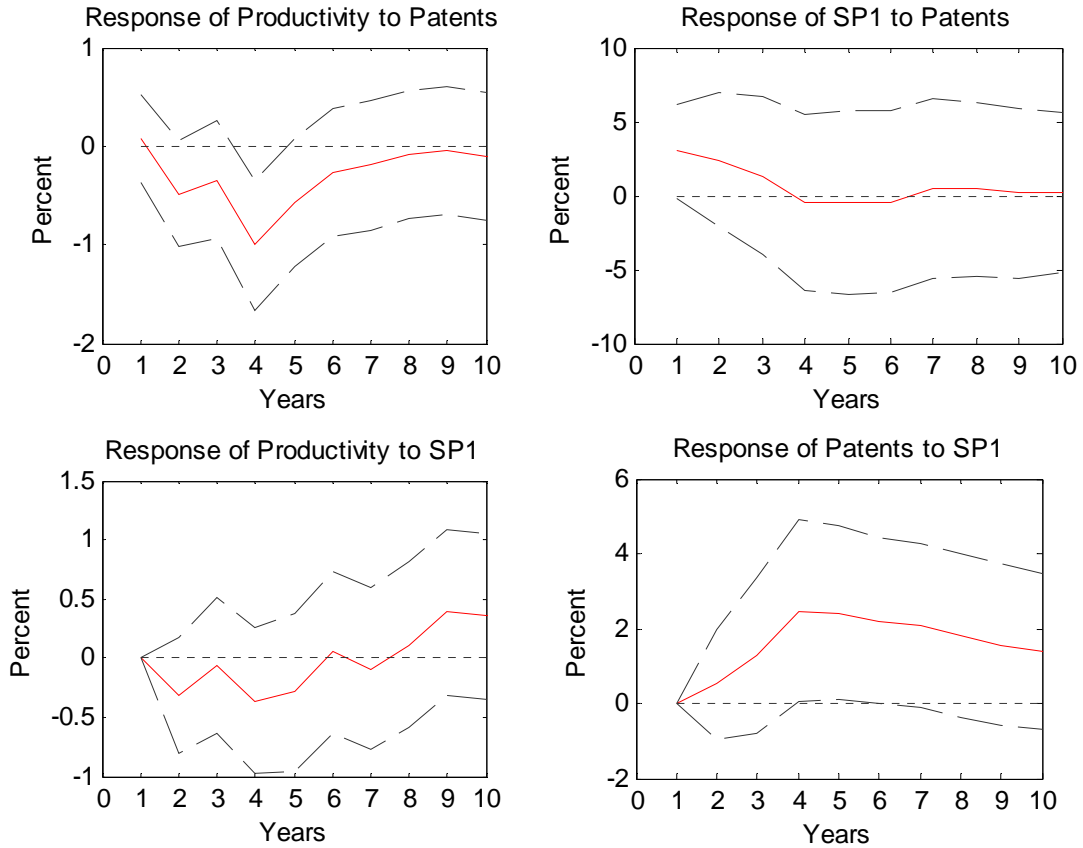 Response of Productivity to Patents
1
0
-1
-2
Percent
0 1 2 3 4 5 6 7 8 9 10
Years
Response of SP1 to Patents
10
5
0
-5
-10
Percent
0 1 2 3 4 5 6 7 8 9 10
Years
Response of Productivity to SP1
1.5
1
0.5
0
-0.5
-1
Percent
0 1 2 3 4 5 6 7 8 9 10
Years
Response of Patents to SP1
6
4
2
0
-2
Percent
0 1 2 3 4 5 6 7 8 9 10
Years